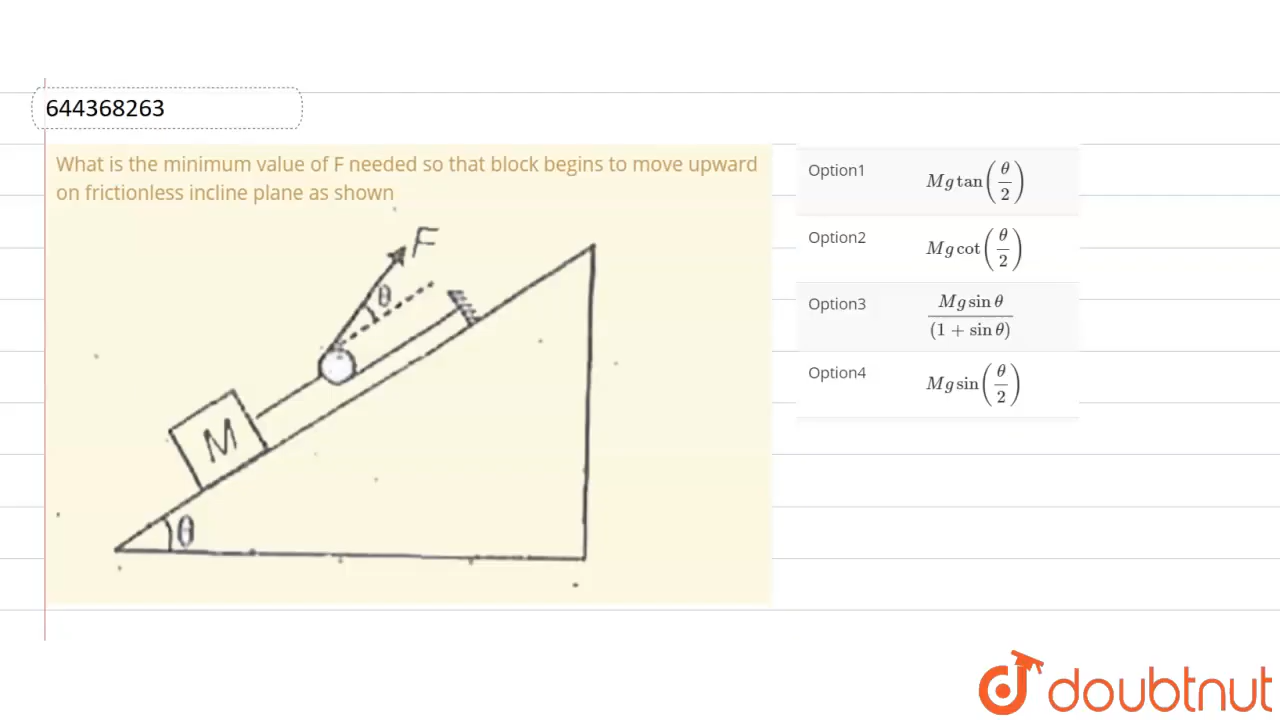 644368263
What is the minimum value of F needed so that block begins to move upward
on frictionless incline plane as shown
F
θ
M
θ
Option1 Mg tan(θ/2)
Option2 Mg cot(θ/2)
Option3 Mg sin θ / (1 + sin θ)
Option4 Mg sin(θ/2)
doubtnut